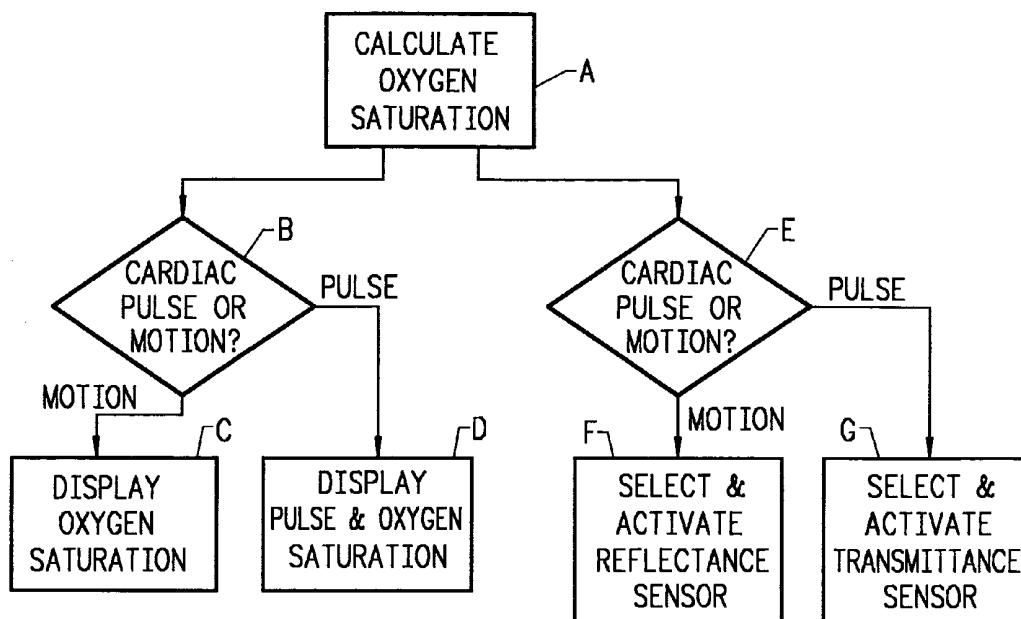 CALCULATE
OXYGEN
SATURATION
A
B
CARDIAC
PULSE OR
MOTION?
PULSE
MOTION
E
CARDIAC
PULSE OR
MOTION?
PULSE
MOTION
C
DISPLAY
OXYGEN
SATURATION
D
DISPLAY
PULSE & OXYGEN
SATURATION
F
SELECT &
ACTIVATE
REFLECTANCE
SENSOR
G
SELECT &
ACTIVATE
TRANSMITTANCE
SENSOR